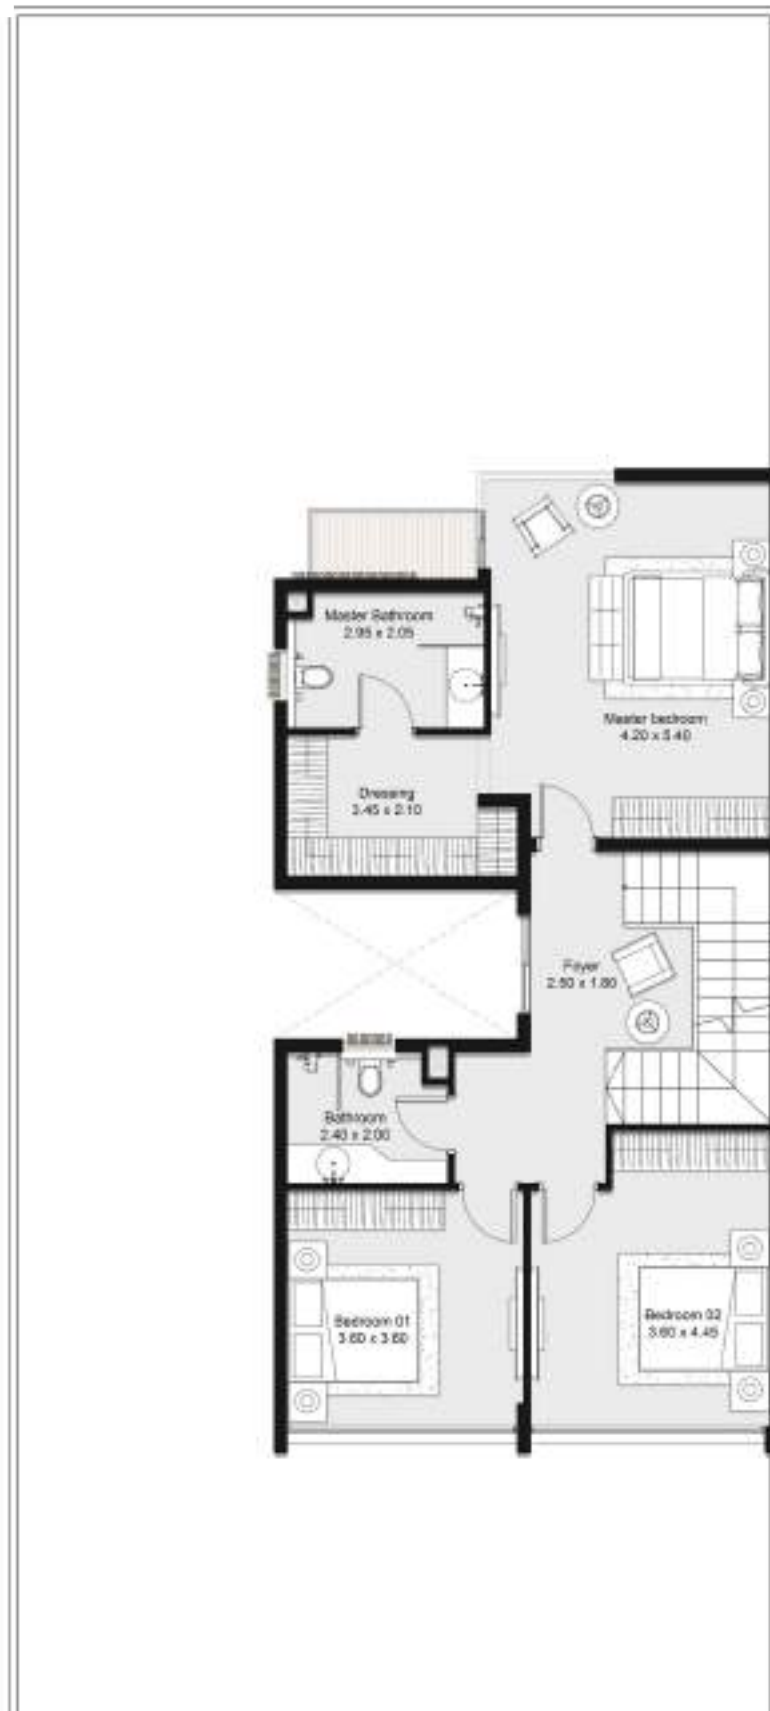 Master Bathroom
2.95 x 2.05
Master bedroom
4.20 x 5.40
Dressing
3.45 x 2.10
Foyer
2.50 x 1.80
Bathroom
2.40 x 2.00
Bedroom 01
3.60 x 3.60
Bedroom 02
3.60 x 4.45